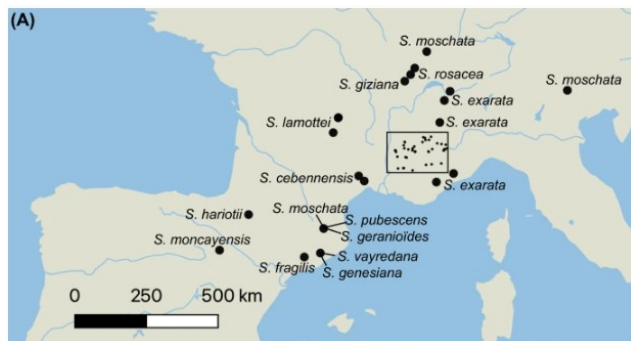 (A)
S. moschata
S. rosacea
S. giziana
S. moschata
S. exarata
S. lamottei
S. exarata
S. cebennensis
S. exarata
S. moschata
S. hariotii
S. pubescens
S. geranioïdes
S. moncayensis
S. vayredana
S. fragilis
S. genesiana
0 250 500 km